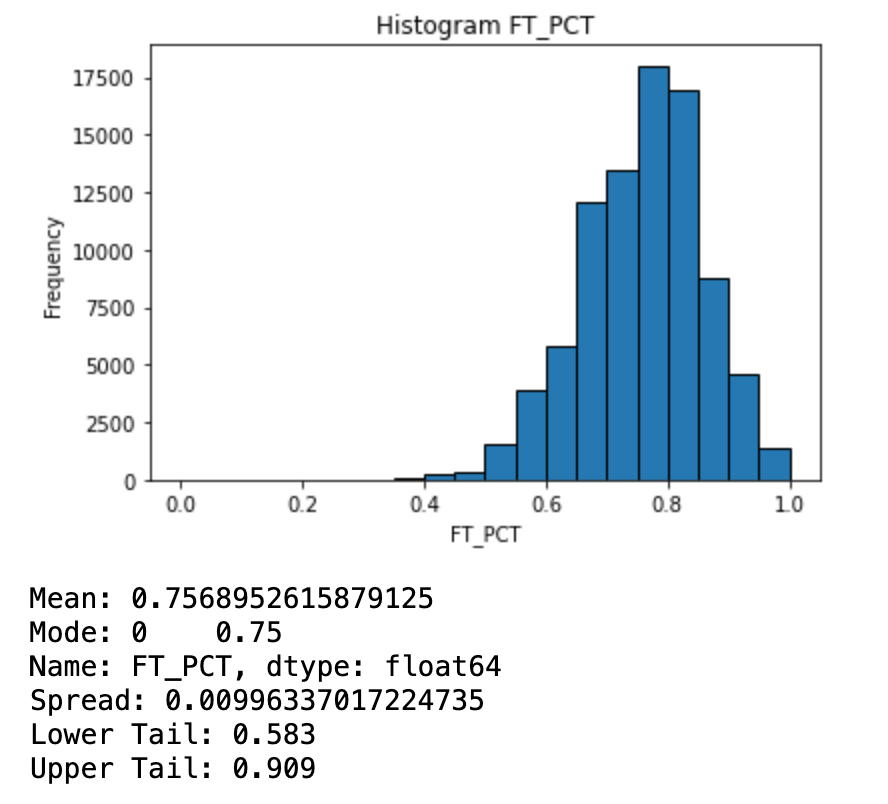 Histogram FT_PCT
17500
15000
12500
10000
7500
5000
2500
0
Frequency
0.0 0.2 0.4 0.6 0.8 1.0
FT_PCT
Mean: 0.7568952615879125
Mode: 0    0.75
Name: FT_PCT, dtype: float64
Spread: 0.00996337017224735
Lower Tail: 0.583
Upper Tail: 0.909